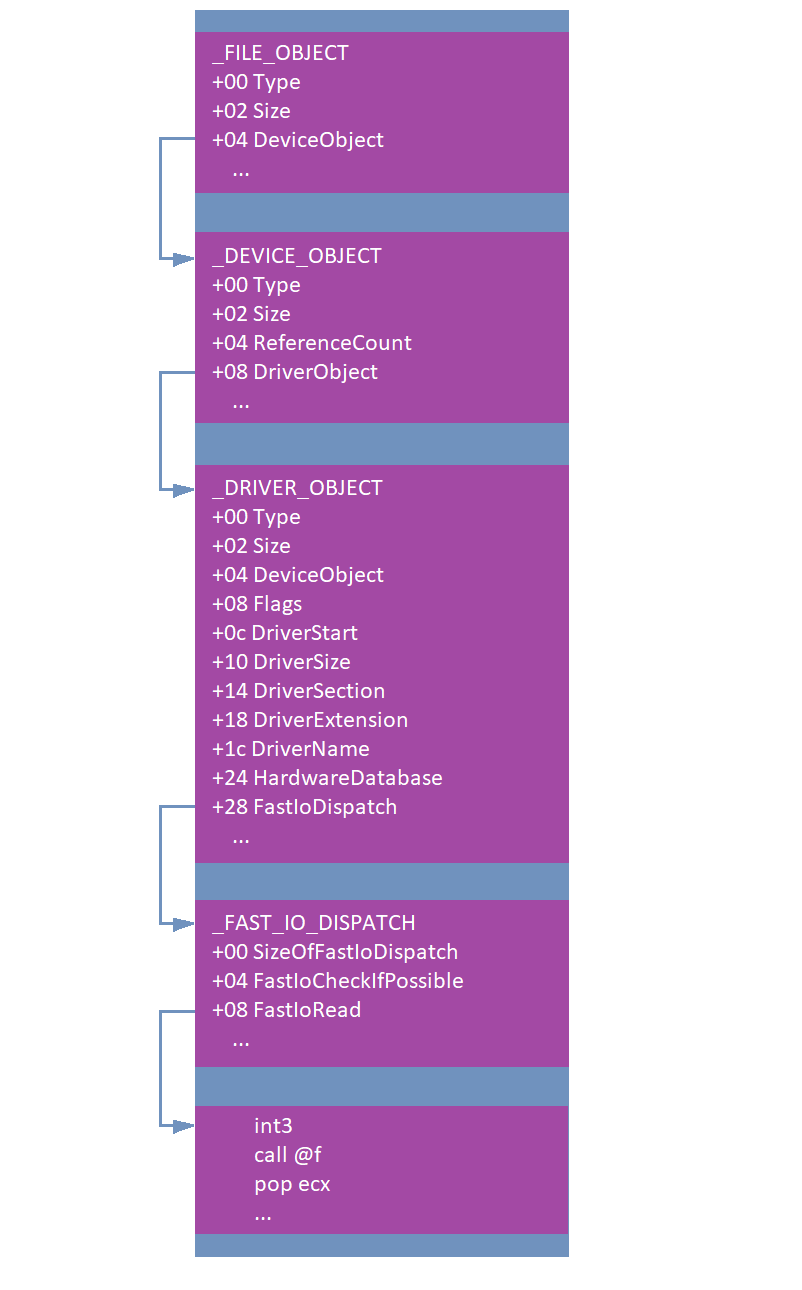 _FILE_OBJECT
+00 Type
+02 Size
+04 DeviceObject
...
_DEVICE_OBJECT
+00 Type
+02 Size
+04 ReferenceCount
+08 DriverObject
...
_DRIVER_OBJECT
+00 Type
+02 Size
+04 DeviceObject
+08 Flags
+0c DriverStart
+10 DriverSize
+14 DriverSection
+18 DriverExtension
+1c DriverName
+24 HardwareDatabase
+28 FastIoDispatch
...
_FAST_IO_DISPATCH
+00 SizeOfFastIoDispatch
+04 FastIoCheckIfPossible
+08 FastIoRead
...
int3
call @f
pop ecx
...